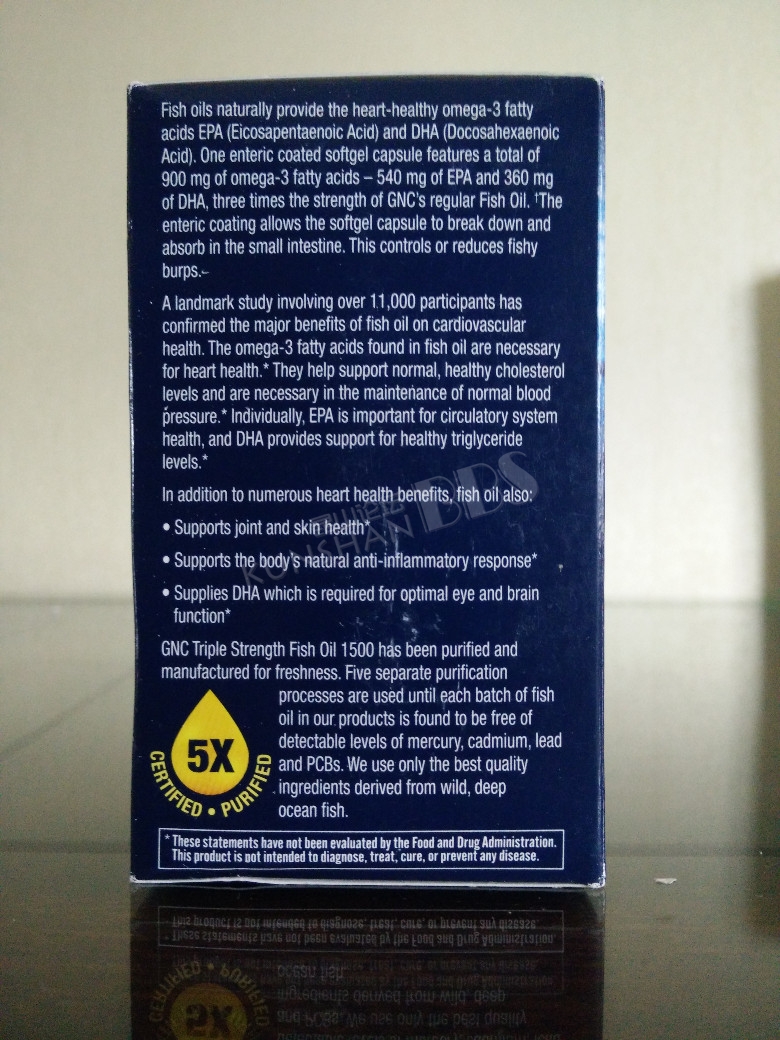 Fish oils naturally provide the heart-healthy omega-3 fatty
acids EPA (Eicosapentaenoic Acid) and DHA (Docosahexaenoic
Acid). One enteric coated softgel capsule features a total of
900 mg of omega-3 fatty acids – 540 mg of EPA and 360 mg
of DHA, three times the strength of GNC's regular Fish Oil. †The
enteric coating allows the softgel capsule to break down and
absorb in the small intestine. This controls or reduces fishy
burps.
A landmark study involving over 11,000 participants has
confirmed the major benefits of fish oil on cardiovascular
health. The omega-3 fatty acids found in fish oil are necessary
for heart health.* They help support normal, healthy cholesterol
levels and are necessary in the maintenance of normal blood
pressure.* Individually, EPA is important for circulatory system
health, and DHA provides support for healthy triglyceride
levels.*
In addition to numerous heart health benefits, fish oil also:
• Supports joint and skin health*
• Supports the body's natural anti-inflammatory response*
• Supplies DHA which is required for optimal eye and brain
function*
GNC Triple Strength Fish Oil 1500 has been purified and
manufactured for freshness. Five separate purification
processes are used until each batch of fish
oil in our products is found to be free of
detectable levels of mercury, cadmium, lead
and PCBs. We use only the best quality
ingredients derived from wild, deep
ocean fish.
5X
CERTIFIED • PURIFIED
* These statements have not been evaluated by the Food and Drug Administration.
This product is not intended to diagnose, treat, cure, or prevent any disease.
KUNSHAN BBS